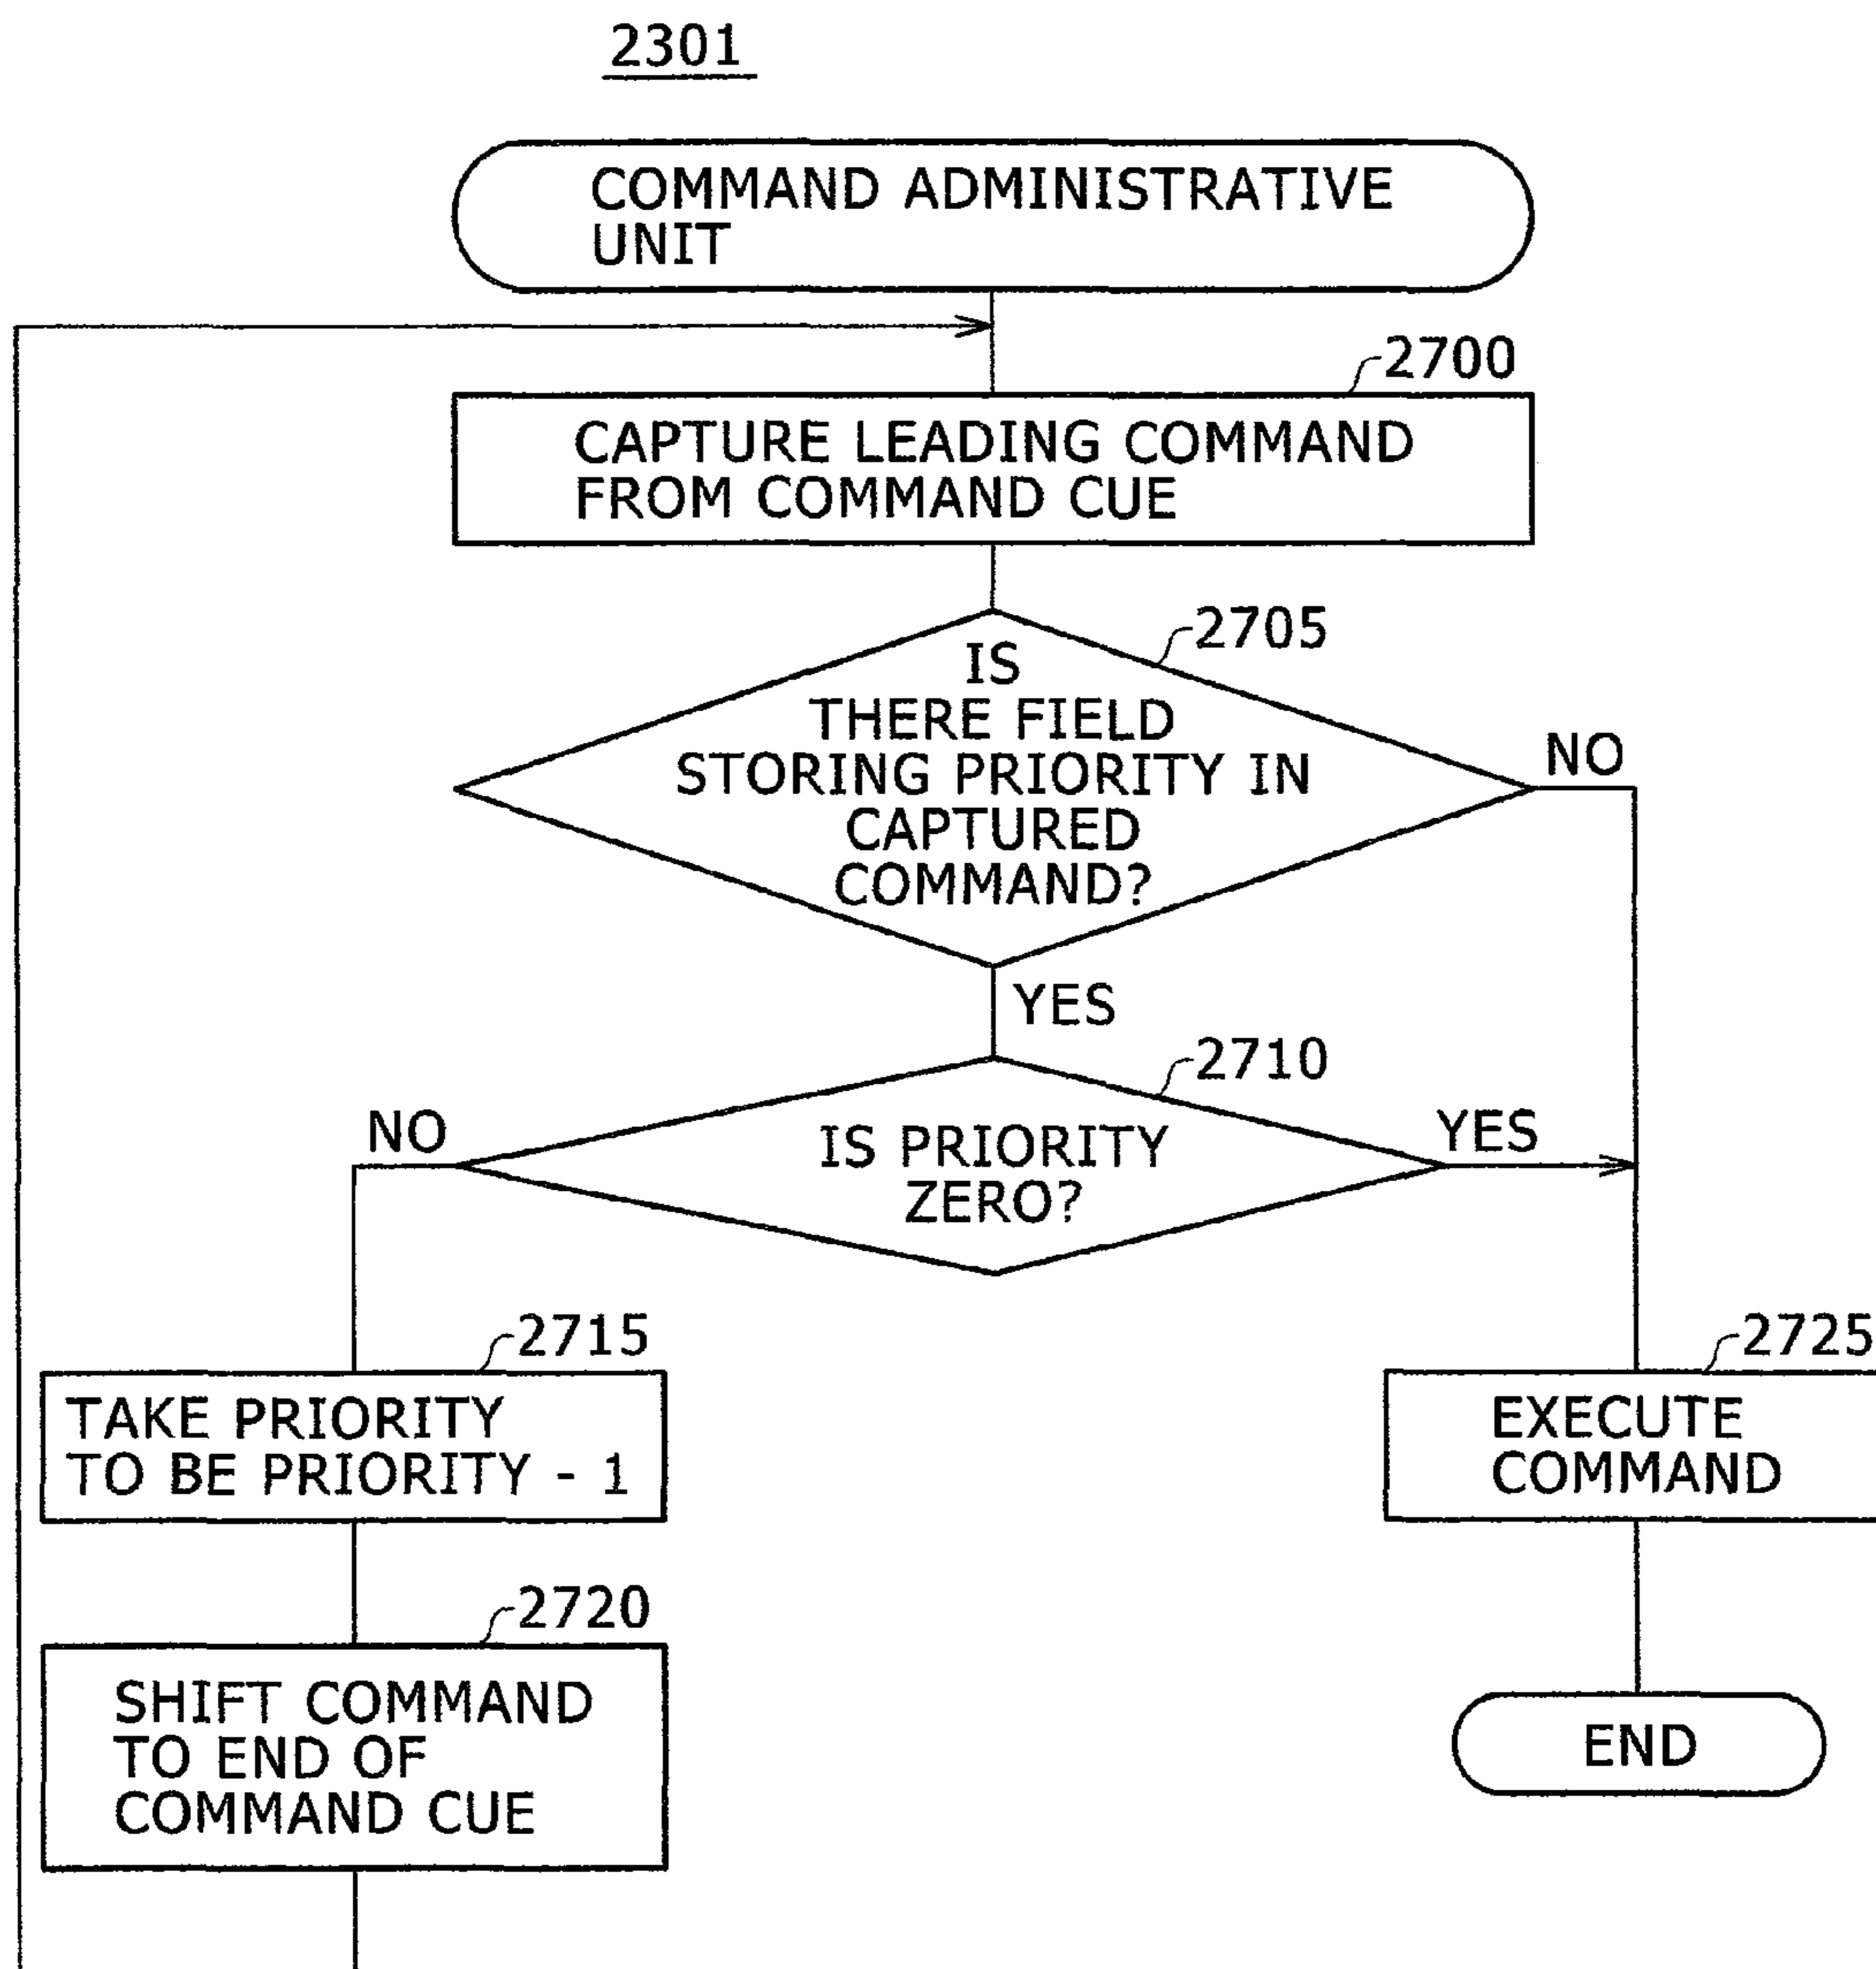 2301
COMMAND ADMINISTRATIVE
UNIT
2700
CAPTURE LEADING COMMAND
FROM COMMAND CUE
2705
IS
THERE FIELD
STORING PRIORITY IN
CAPTURED
COMMAND?
NO
YES
2710
NO
IS PRIORITY
ZERO?
YES
2715
TAKE PRIORITY
TO BE PRIORITY - 1
2725
EXECUTE
COMMAND
2720
SHIFT COMMAND
TO END OF
COMMAND CUE
END